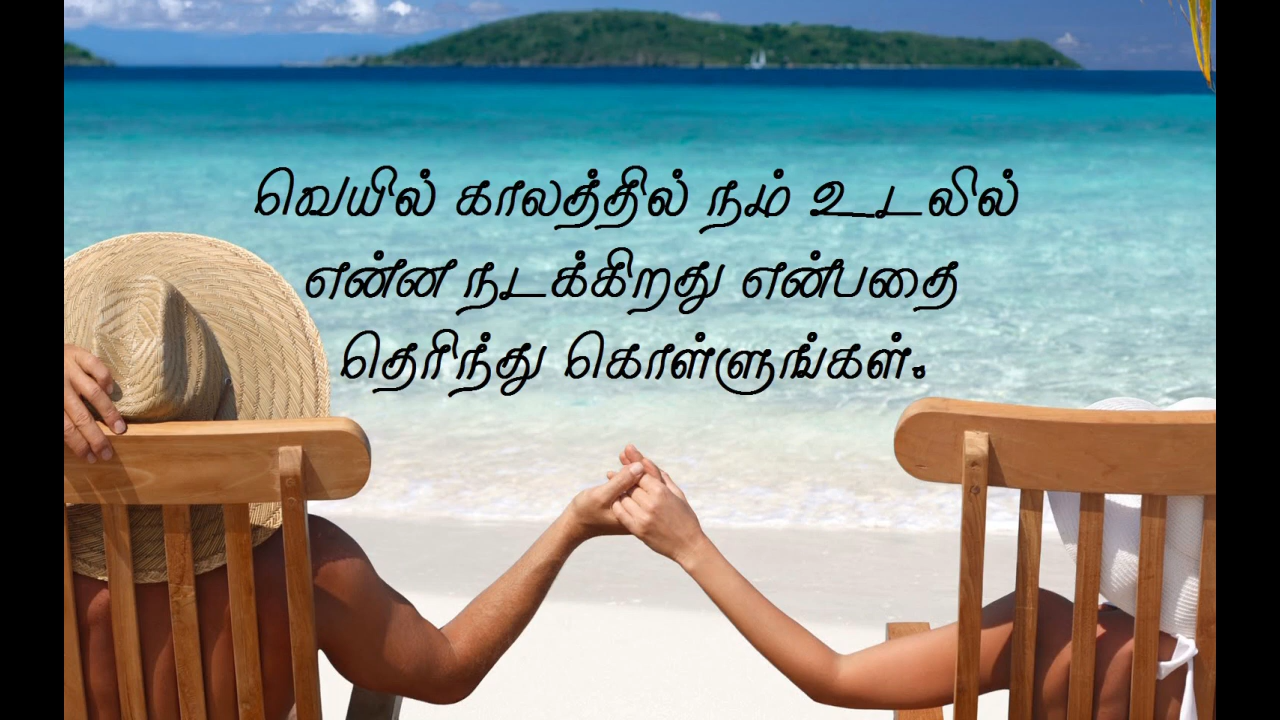 வெயில் காலத்தில் நம் உடலில்
என்ன நடக்கிறது என்பதை
தெரிந்து கொள்ளுங்கள்.